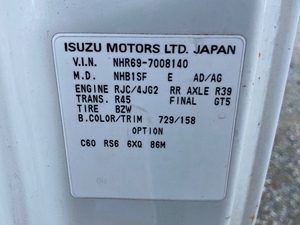 ISUZU MOTORS LTD. JAPAN
V.I.N. NHR69-7008140
M.D. NHB1SF E AD/AG
ENGINE RJC/4JG2 RR AXLE R39
TRANS. R45 FINAL GT5
TIRE BZW
B.COLOR/TRIM 729/158
OPTION
C60 RS6 6XQ 86M